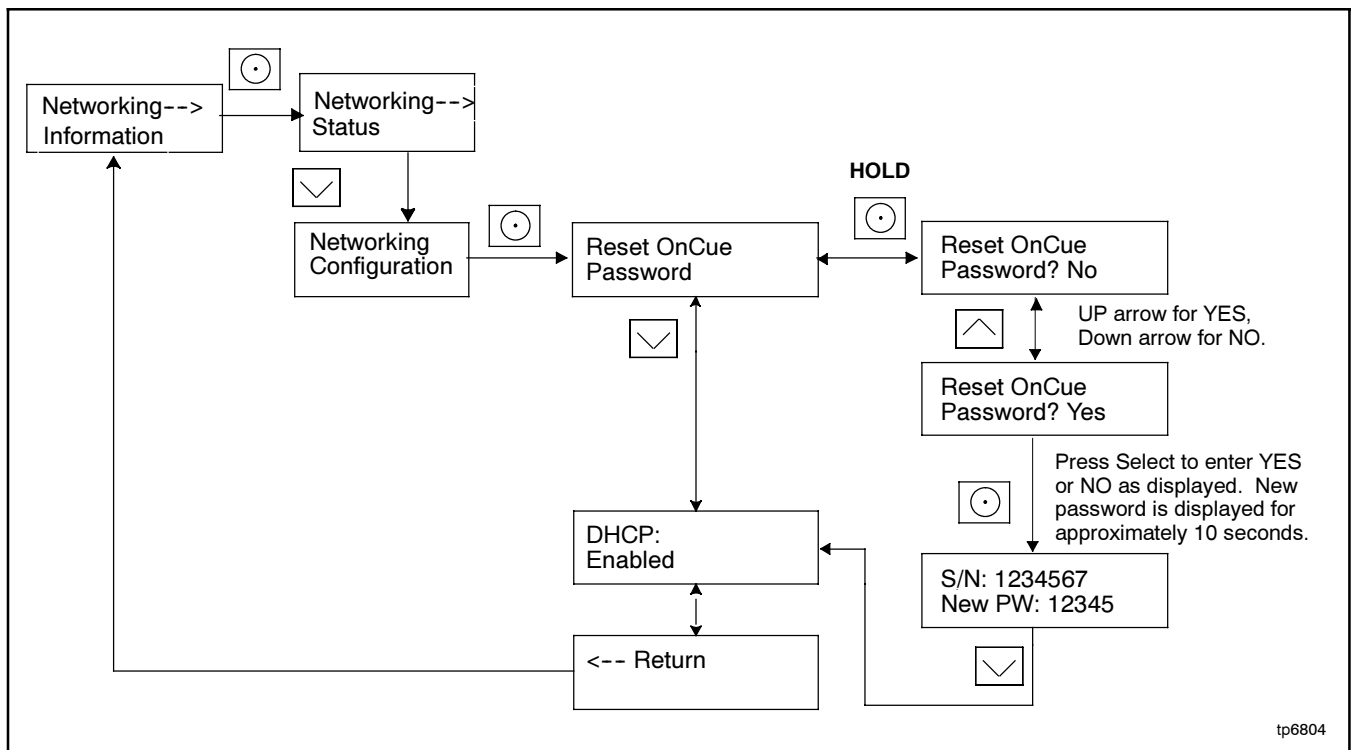 Networking-->
Information
Networking-->
Status
Networking
Configuration
Reset OnCue
Password
HOLD
Reset OnCue
Password? No
UP arrow for YES,
Down arrow for NO.
Reset OnCue
Password? Yes
Press Select to enter YES
or NO as displayed.  New
password is displayed for
approximately 10 seconds.
DHCP:
Enabled
S/N: 1234567
New PW: 12345
<-- Return
tp6804